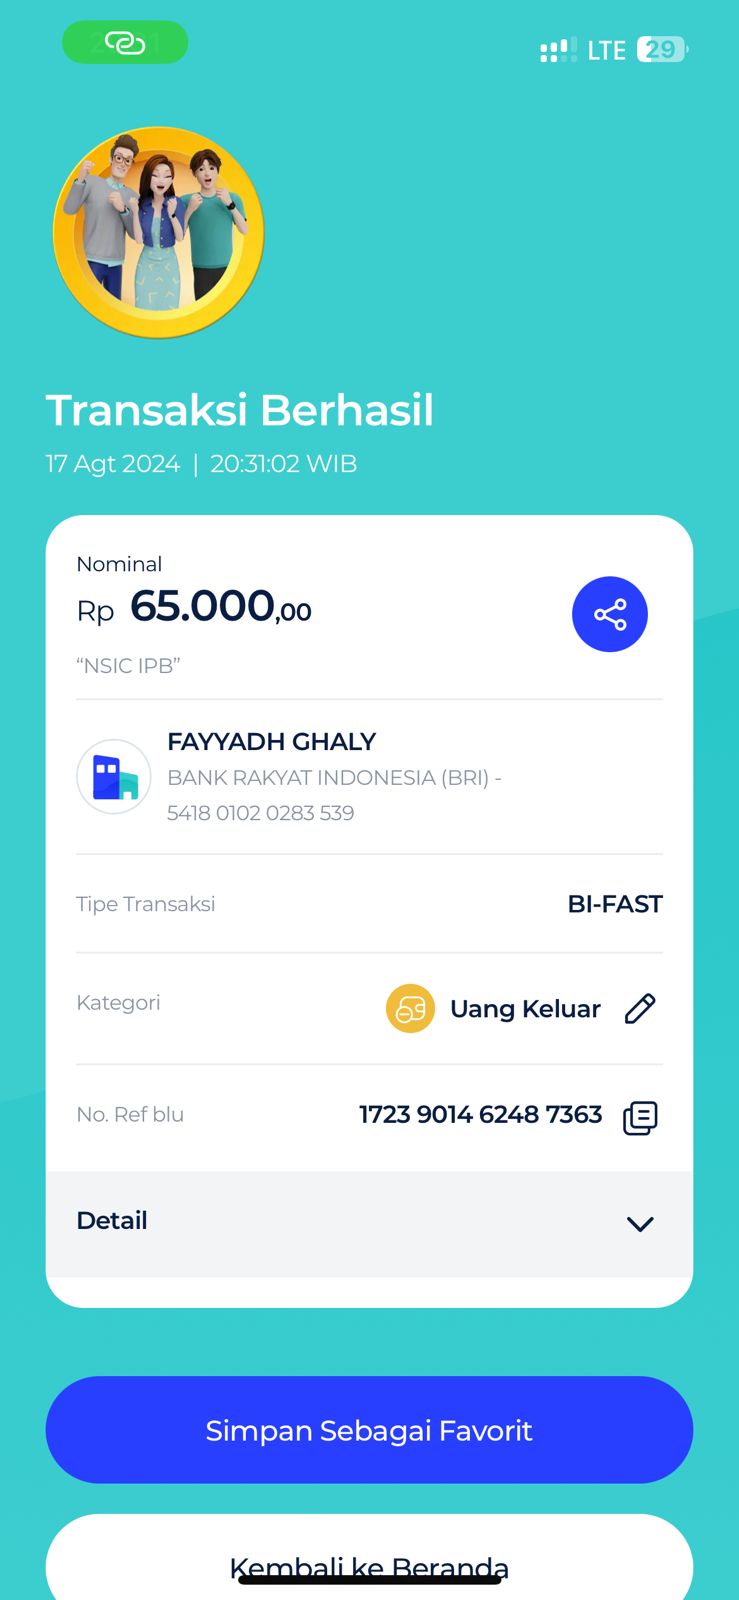 LTE 29
Transaksi Berhasil
17 Agt 2024 | 20:31:02 WIB
Nominal
Rp 65.000,00
“NSIC IPB”
FAYYADH GHALY
BANK RAKYAT INDONESIA (BRI) -
5418 0102 0283 539
Tipe Transaksi BI-FAST
Kategori Uang Keluar
No. Ref blu 1723 9014 6248 7363
Detail
Simpan Sebagai Favorit
Kembali ke Beranda